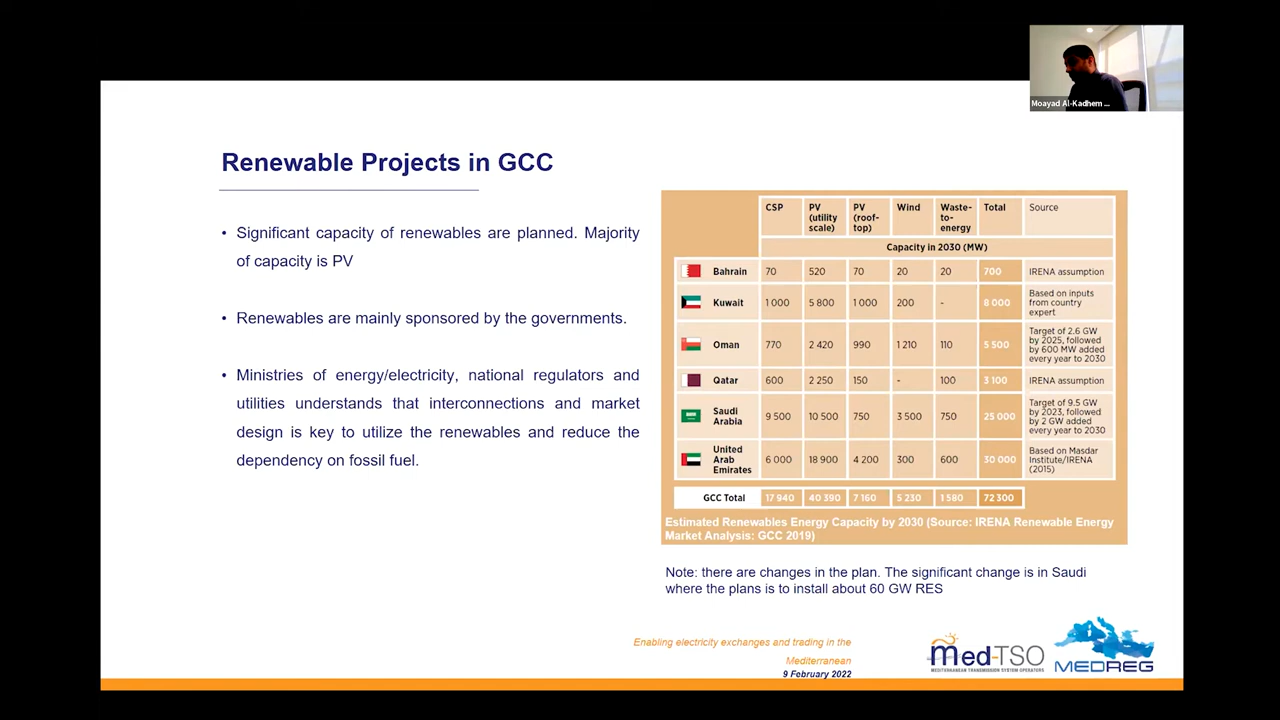 Moayad Al-Kadhem ...
Renewable Projects in GCC
• Significant capacity of renewables are planned. Majority
of capacity is PV
• Renewables are mainly sponsored by the governments.
• Ministries of energy/electricity, national regulators and
utilities understands that interconnections and market
design is key to utilize the renewables and reduce the
dependency on fossil fuel.
CSP PV (utility scale) PV (roof-top) Wind Waste-to-energy Total Source
Capacity in 2030 (MW)
Bahrain 70 520 70 20 20 700 IRENA assumption
Kuwait 1 000 5 800 1 000 200 - 8 000 Based on inputs from country expert
Oman 770 2 420 990 1 210 110 5 500 Target of 2.6 GW by 2025, followed by 600 MW added every year to 2030
Qatar 600 2 250 150 - 100 3 100 IRENA assumption
Saudi Arabia 9 500 10 500 750 3 500 750 25 000 Target of 9.5 GW by 2023, followed by 2 GW added every year to 2030
United Arab Emirates 6 000 18 900 4 200 300 600 30 000 Based on Masdar Institute/IRENA (2015)
GCC Total 17 940 40 390 7 160 5 230 1 580 72 300
Estimated Renewables Energy Capacity by 2030 (Source: IRENA Renewable Energy
Market Analysis: GCC 2019)
Note: there are changes in the plan. The significant change is in Saudi
where the plans is to install about 60 GW RES
Enabling electricity exchanges and trading in the
Mediterranean
9 February 2022
Med-TSO
MEDITERRANEAN TRANSMISSION SYSTEM OPERATORS
MEDREG